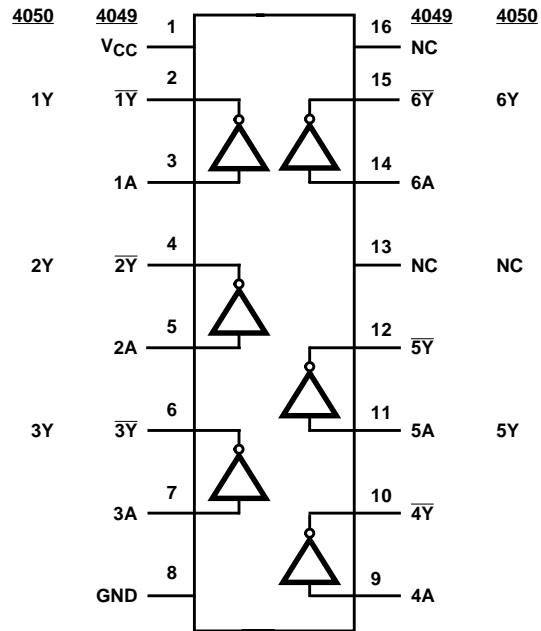 4050 4049 4049 4050
VCC 1 16 NC
1Y 1Y 2 15 6Y 6Y
1A 3 14 6A
2Y 2Y 4 13 NC NC
2A 5 12 5Y
3Y 3Y 6 11 5A 5Y
3A 7 10 4Y
GND 8 9 4A